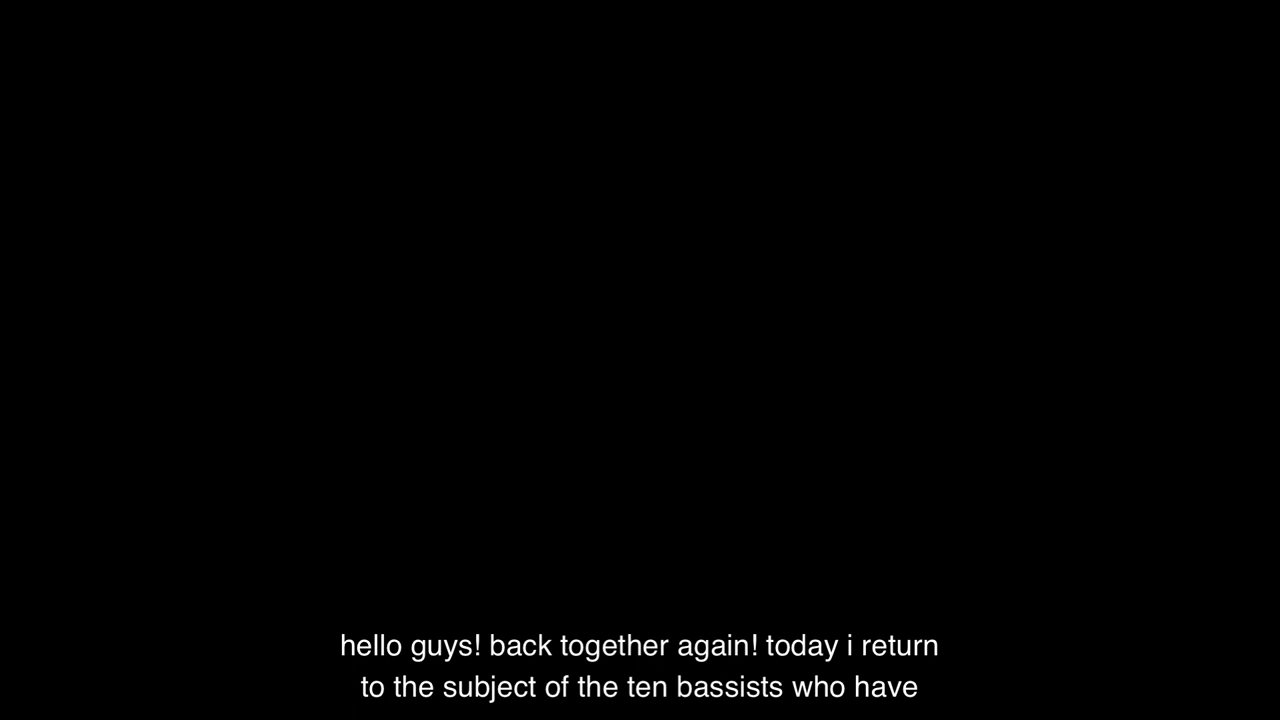 hello guys! back together again! today i return
to the subject of the ten bassists who have